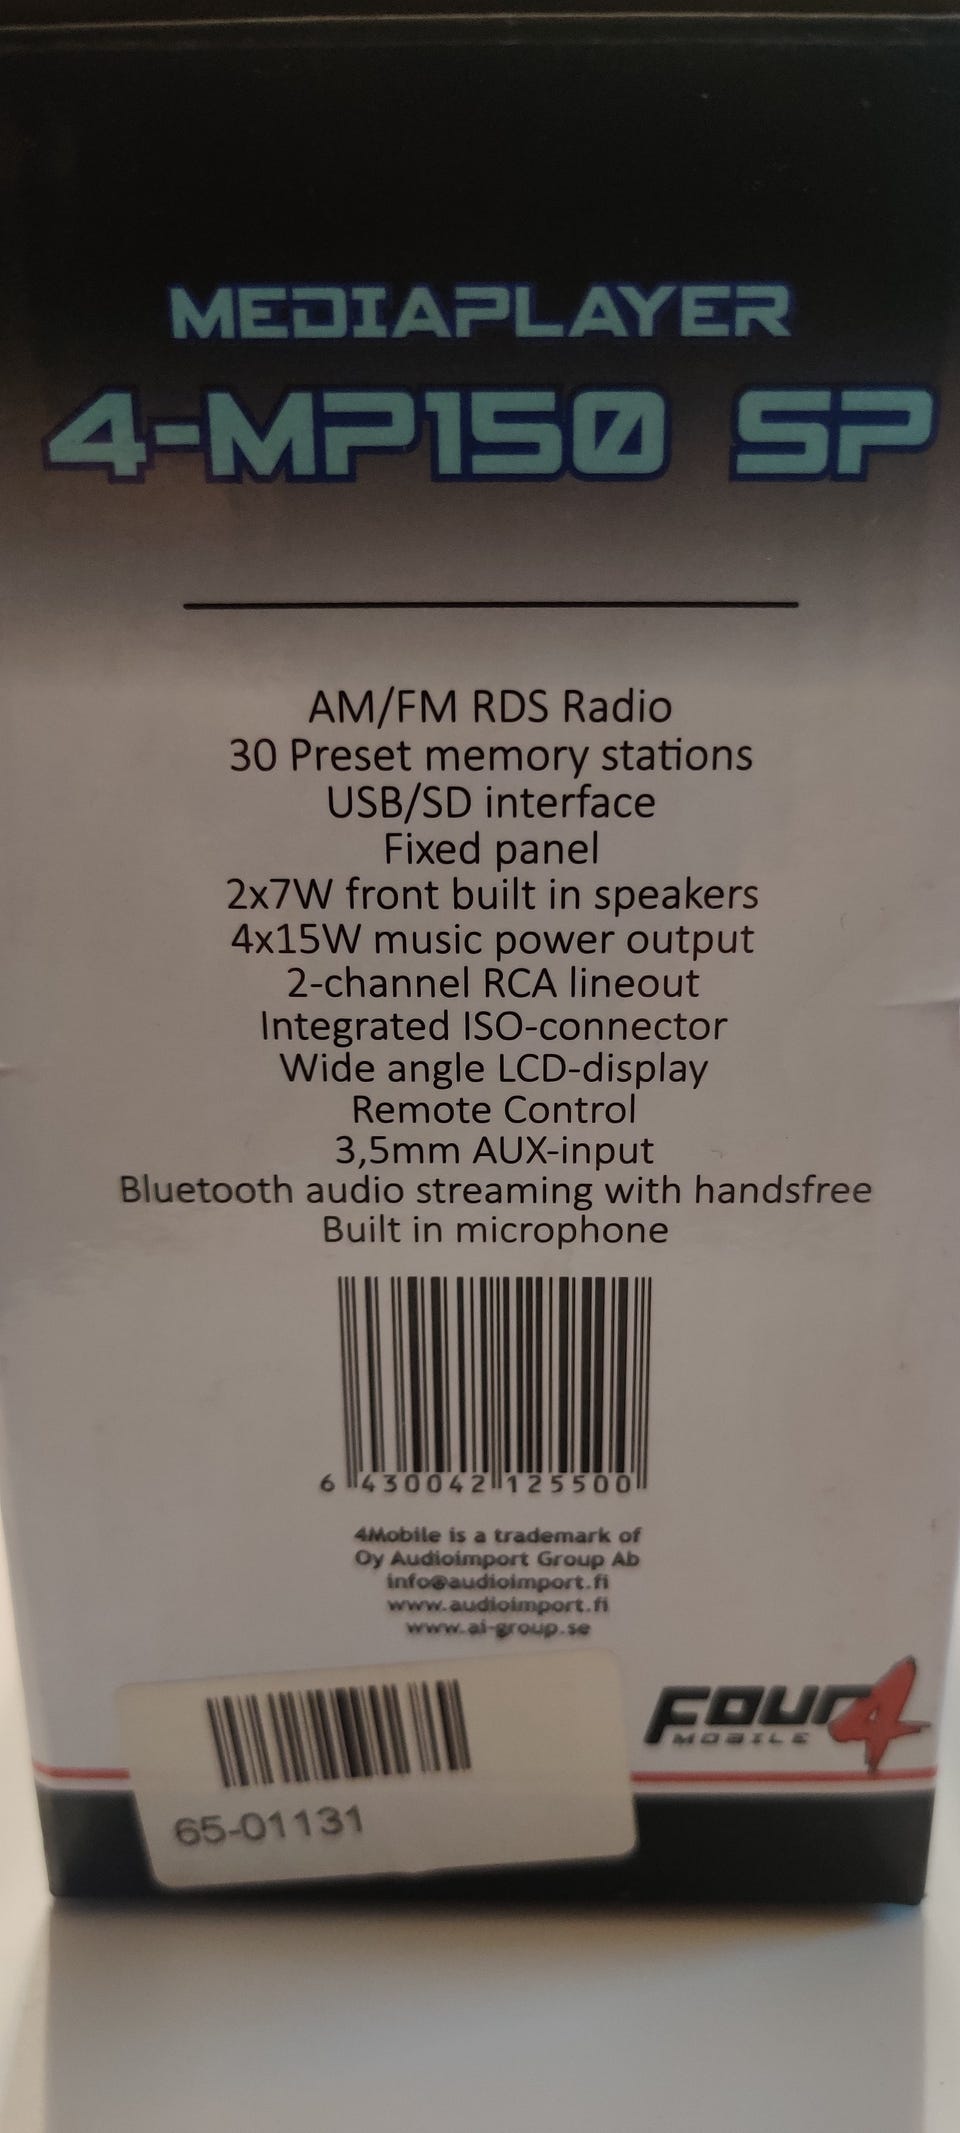 MEDIAPLAYER
4-MP150 SP
AM/FM RDS Radio
30 Preset memory stations
USB/SD interface
Fixed panel
2x7W front built in speakers
4x15W music power output
2-channel RCA lineout
Integrated ISO-connector
Wide angle LCD-display
Remote Control
3,5mm AUX-input
Bluetooth audio streaming with handsfree
Built in microphone
6 430042 125500
4Mobile is a trademark of
Oy Audioimport Group Ab
info@audioimport.fi
www.audioimport.fi
www.ai-group.se
FOUR 4
MOBILE
65-01131